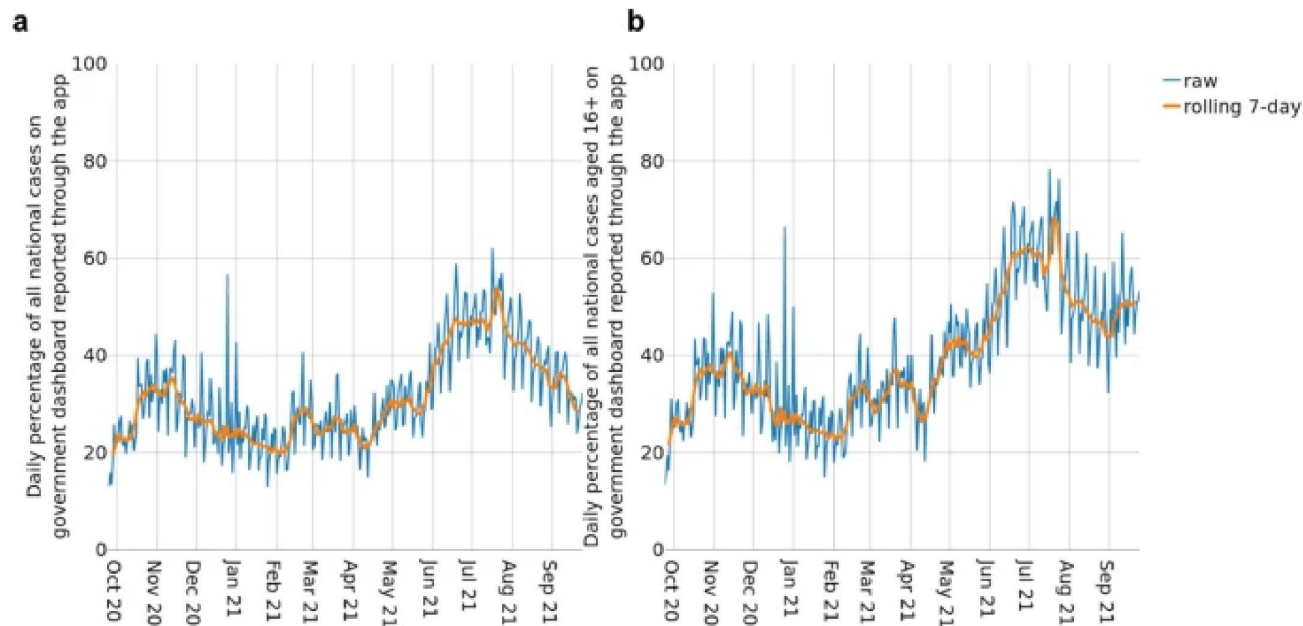 a
Daily percentage of all national cases on
government dashboard reported through the app
100
80
60
40
20
0
Oct 20
Nov 20
Dec 20
Jan 21
Feb 21
Mar 21
Apr 21
May 21
Jun 21
Jul 21
Aug 21
Sep 21
b
Daily percentage of all national cases aged 16+ on
government dashboard reported through the app
100
80
60
40
20
0
Oct 20
Nov 20
Dec 20
Jan 21
Feb 21
Mar 21
Apr 21
May 21
Jun 21
Jul 21
Aug 21
Sep 21
raw
rolling 7-day